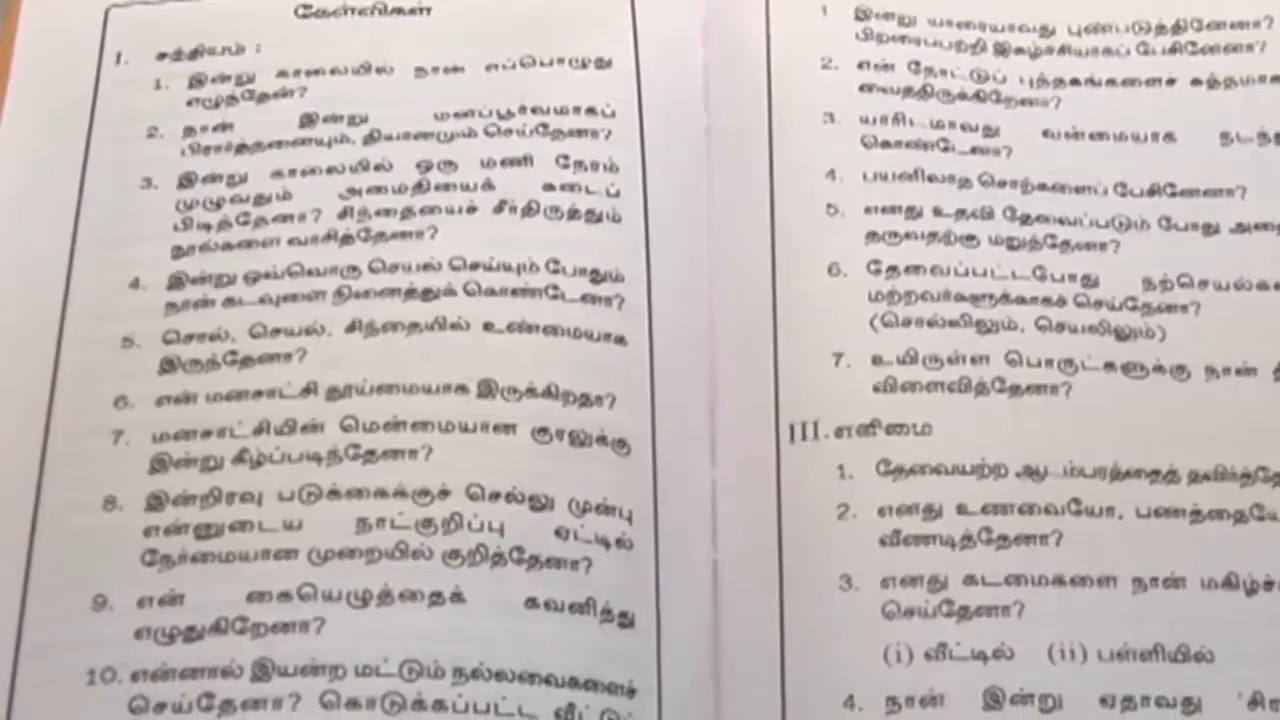 கேள்விகள்
1. சத்தியம் :
1. இன்று காலையில் நான் எப்பொழுது
எழுந்தேன்?
2. நான் இன்று மனப்பூர்வமாகப்
பிரார்த்தனையும், தியானமும் செய்தேனா?
3. இன்று காலையில் ஒரு மணி நேரம்
முழுவதும் அமைதியைக் கடைப்
பிடித்தேனா? சிந்தையைச் சீர்திருத்தும்
நூல்களை வாசித்தேனா?
4. இன்று ஒவ்வொரு செயல் செய்யும் போதும்
நான் கடவுளை நினைத்துக் கொண்டேனா?
5. சொல், செயல், சிந்தையில் உண்மையாக
இருந்தேனா?
6. என் மனசாட்சி தூய்மையாக இருக்கிறதா?
7. மனசாட்சியின் மென்மையான குரலுக்கு
இன்று கீழ்ப்படிந்தேனா?
8. இன்றிரவு படுக்கைக்குச் செல்லு முன்பு
என்னுடைய நாட்குறிப்பு ஏட்டில்
நேர்மையான முறையில் குறித்தேனா?
9. என் கையெழுத்தைக் கவனித்து
எழுதுகிறேனா?
10. என்னால் இயன்ற மட்டும் நல்லவைகளைச்
செய்தேனா? கொடுக்கப்பட்ட வீட்டுப்
1 இன்று யாரையாவது புண்படுத்தினேனா?
பிறரைப்பற்றி இகழ்ச்சியாகப் பேசினேனா?
2. என் நோட்டுப் புத்தகங்களைச் சுத்தமாக
வைத்திருக்கிறேனா?
3. யாரிடமாவது வன்மையாக நடந்து
கொண்டேனா?
4. பயனிலாத சொற்களைப் பேசினேனா?
5. எனது உதவி தேவைப்படும் போது அதை
தருவதற்கு மறுத்தேனா?
6. தேவைப்பட்டபோது நற்செயல்களை
மற்றவர்களுக்காகச் செய்தேனா?
(சொல்லிலும், செயலிலும்)
7. உயிருள்ள பொருட்களுக்கு நான்
விளைவித்தேனா?
III. எளிமை
1. தேவையற்ற ஆடம்பரத்தைத் தவிர்த்தே
2. எனது உணவையோ, பணத்தையோ
வீணடித்தேனா?
3. எனது கடமைகளை நான் மகிழ்ச்
செய்தேனா?
(i) வீட்டில் (ii) பள்ளியில்
4. நான் இன்று ஏதாவது